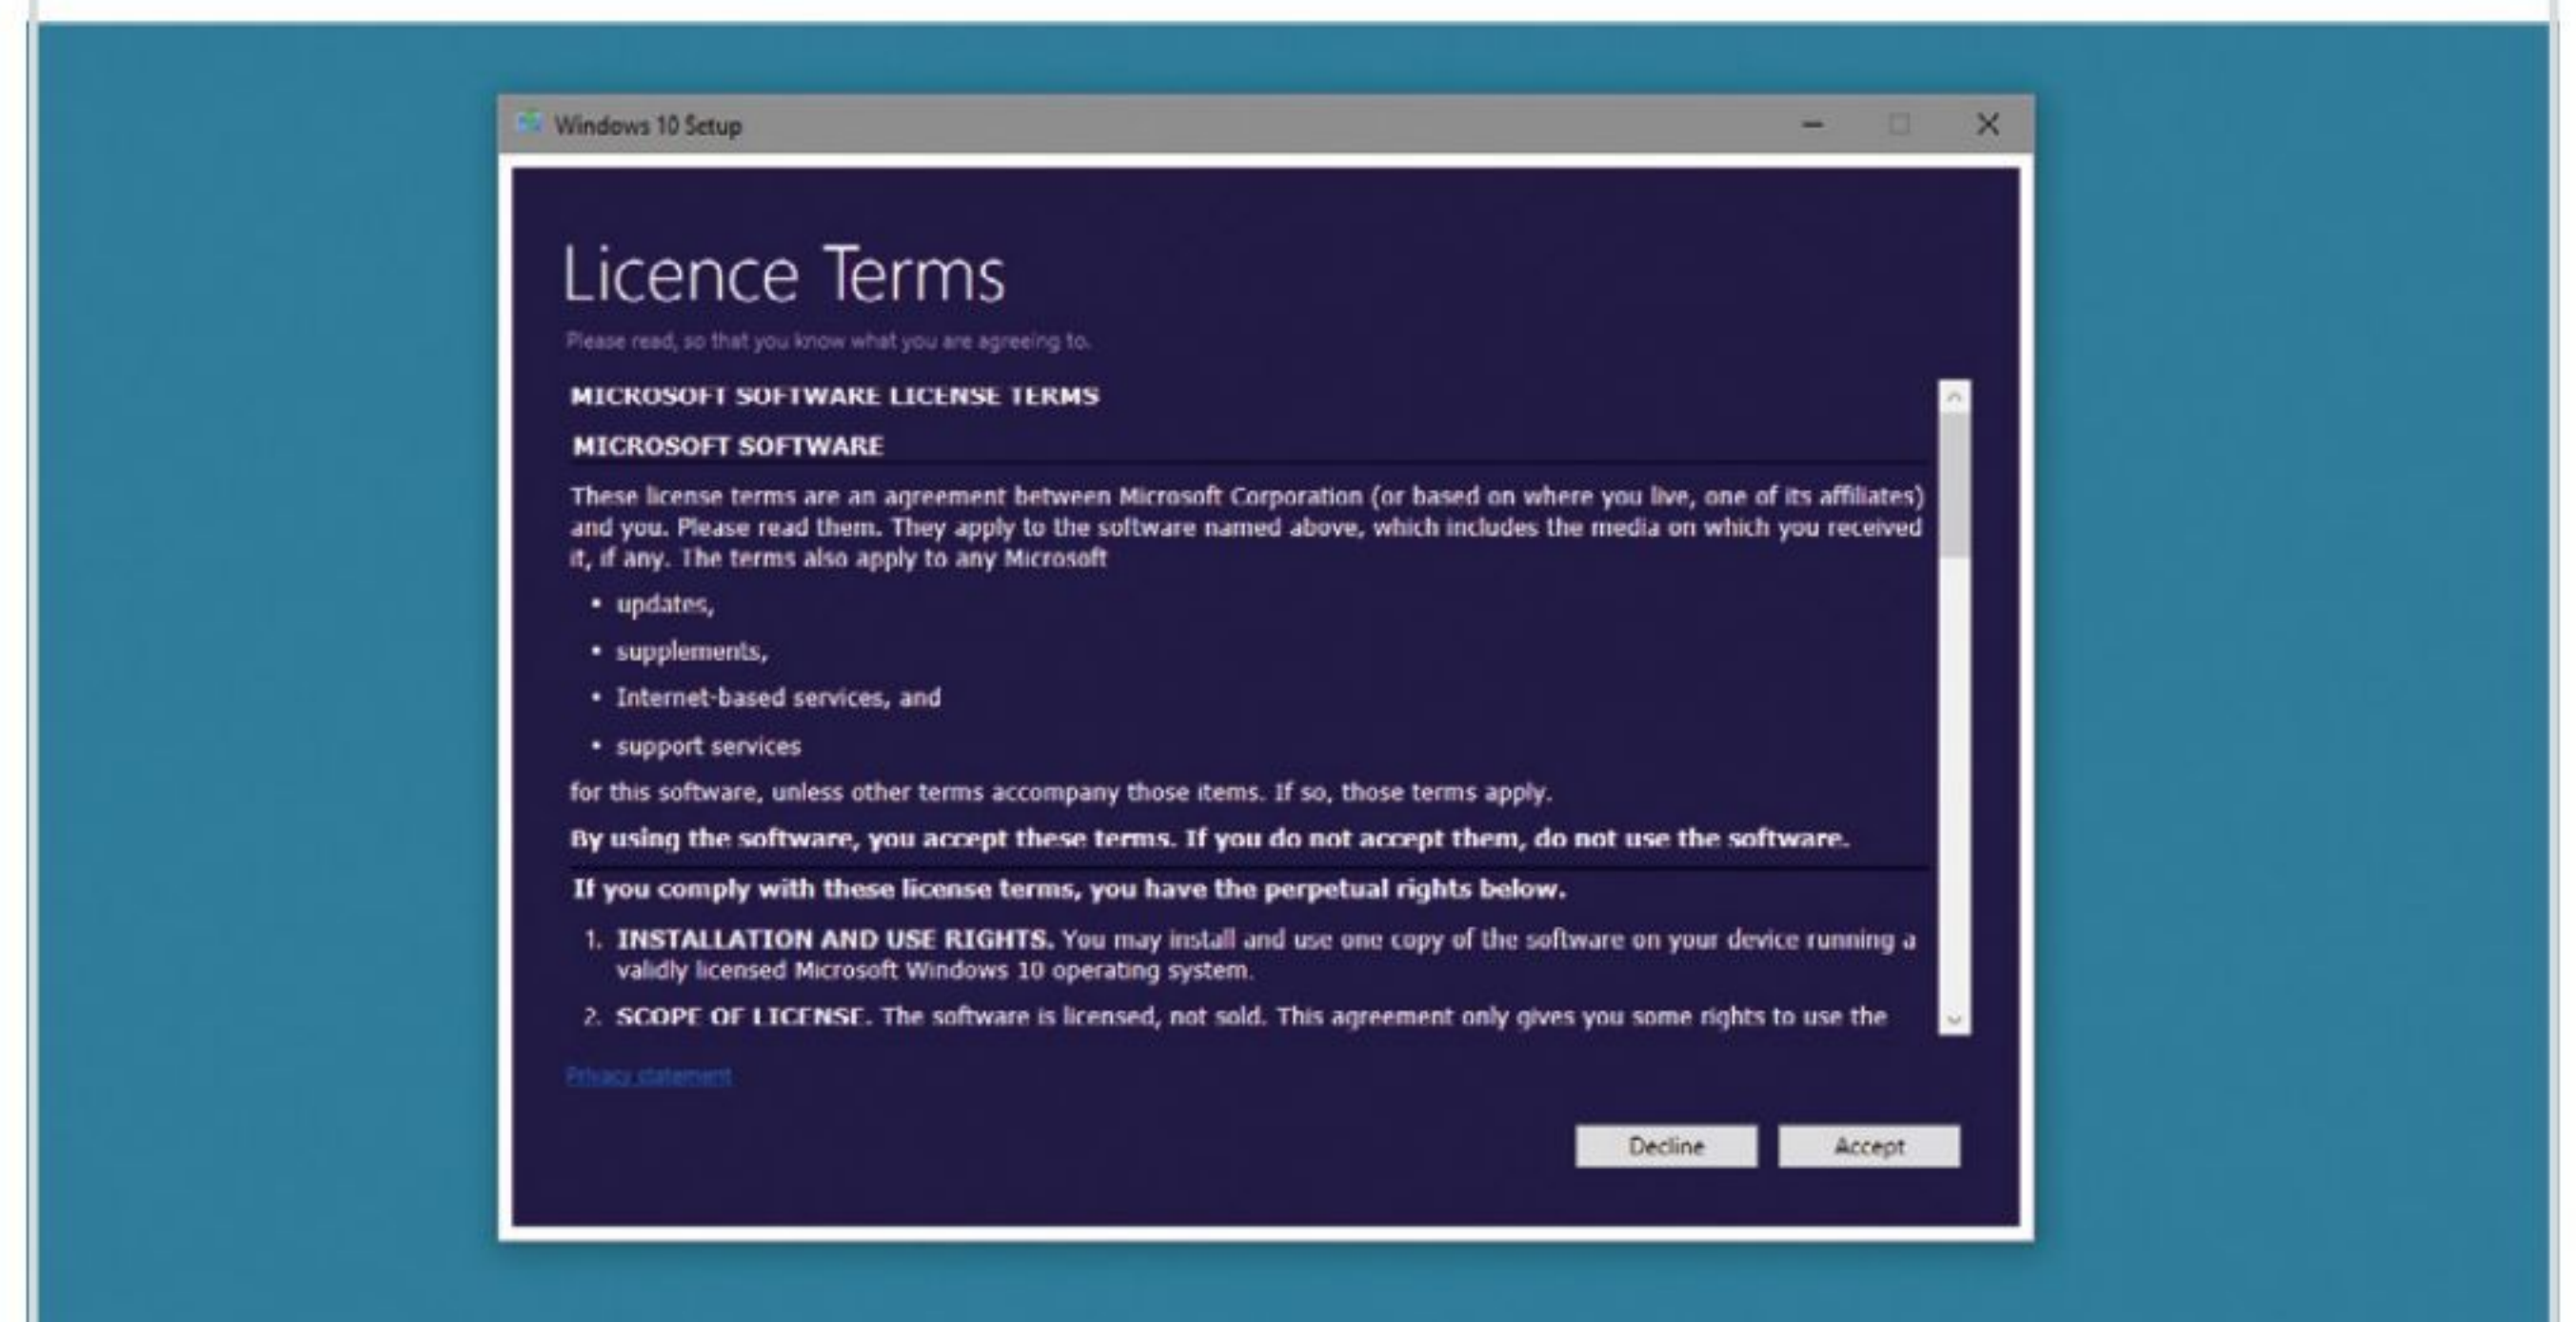 Windows 10 Setup
Licence Terms
Please read, so that you know what you are agreeing to.
MICROSOFT SOFTWARE LICENSE TERMS
MICROSOFT SOFTWARE
These license terms are an agreement between Microsoft Corporation (or based on where you live, one of its affiliates)
and you. Please read them. They apply to the software named above, which includes the media on which you received
it, if any. The terms also apply to any Microsoft
• updates,
• supplements,
• Internet-based services, and
• support services
for this software, unless other terms accompany those items. If so, those terms apply.
By using the software, you accept these terms. If you do not accept them, do not use the software.
If you comply with these license terms, you have the perpetual rights below.
1. INSTALLATION AND USE RIGHTS. You may install and use one copy of the software on your device running a
validly licensed Microsoft Windows 10 operating system.
2. SCOPE OF LICENSE. The software is licensed, not sold. This agreement only gives you some rights to use the
Privacy statement
Decline Accept